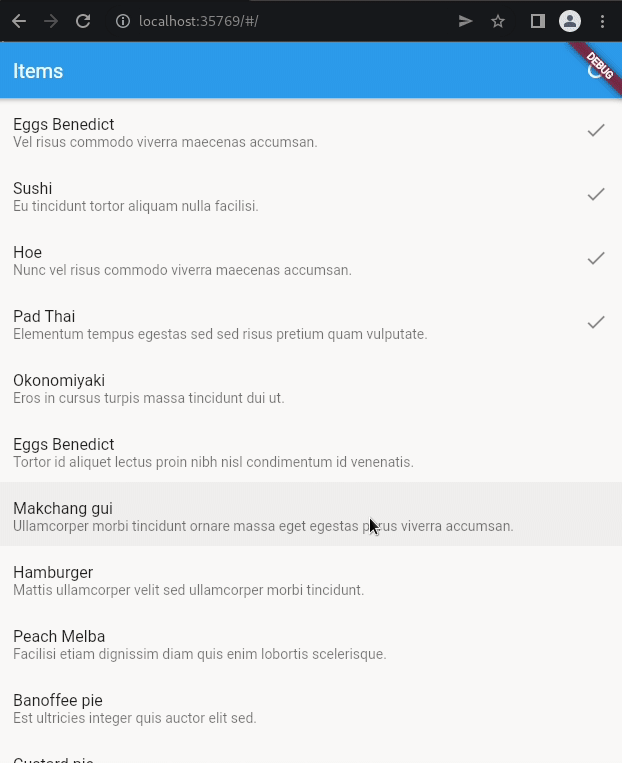 localhost:35769/#/
Items
DEBUG
Eggs Benedict
Vel risus commodo viverra maecenas accumsan.
Sushi
Eu tincidunt tortor aliquam nulla facilisi.
Hoe
Nunc vel risus commodo viverra maecenas accumsan.
Pad Thai
Elementum tempus egestas sed sed risus pretium quam vulputate.
Okonomiyaki
Eros in cursus turpis massa tincidunt dui ut.
Eggs Benedict
Tortor id aliquet lectus proin nibh nisl condimentum id venenatis.
Makchang gui
Ullamcorper morbi tincidunt ornare massa eget egestas purus viverra accumsan.
Hamburger
Mattis ullamcorper velit sed ullamcorper morbi tincidunt.
Peach Melba
Facilisi etiam dignissim diam quis enim lobortis scelerisque.
Banoffee pie
Est ultricies integer quis auctor elit sed.
Custard pie